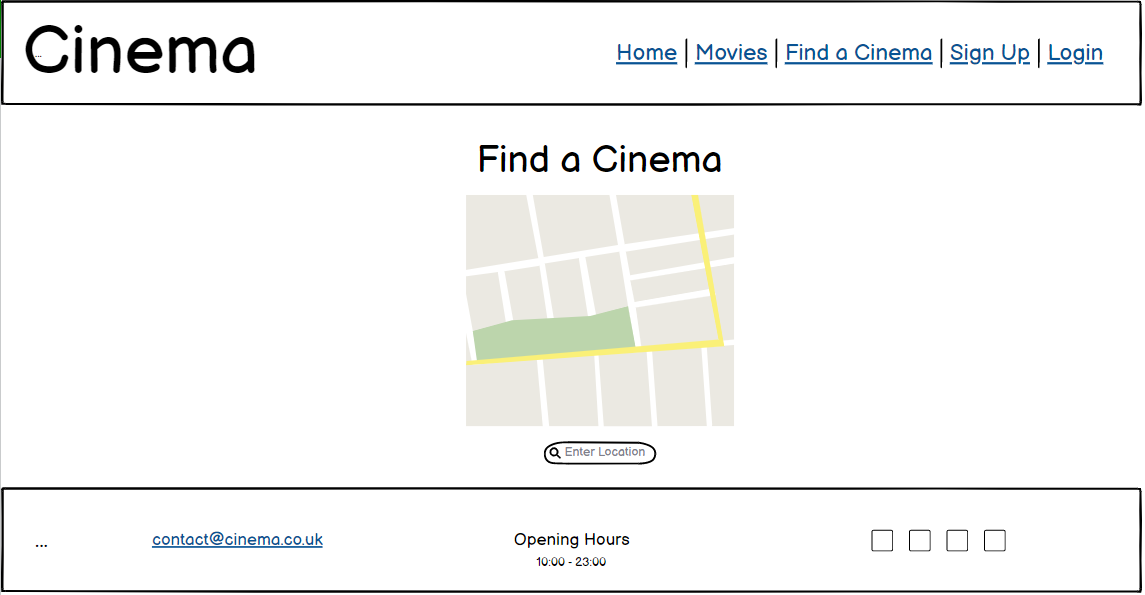 Cinema
Home | Movies | Find a Cinema | Sign Up | Login
Find a Cinema
Enter Location
... contact@cinema.co.uk Opening Hours
10:00 - 23:00